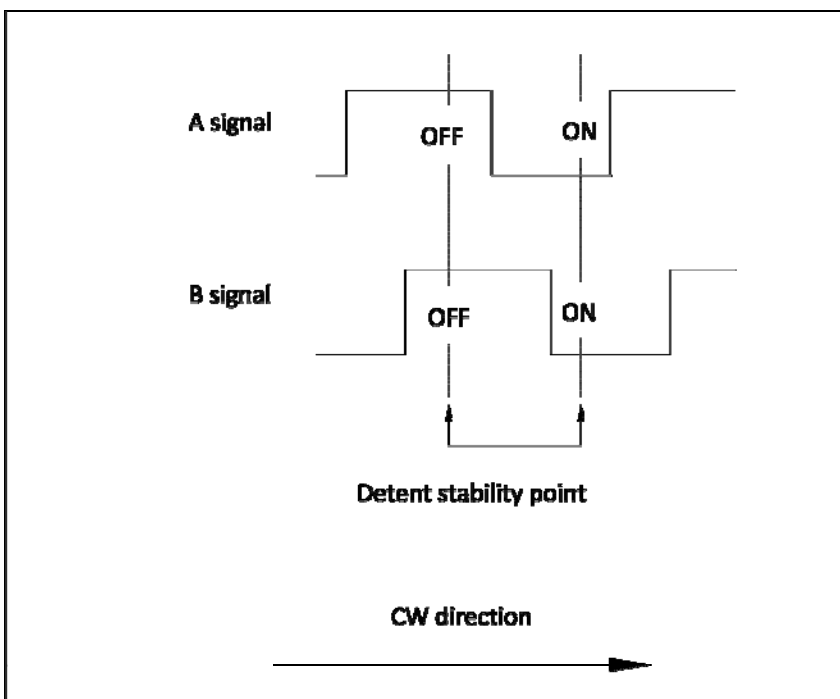 A signal
OFF
ON
B signal
OFF
ON
Detent stability point
CW direction